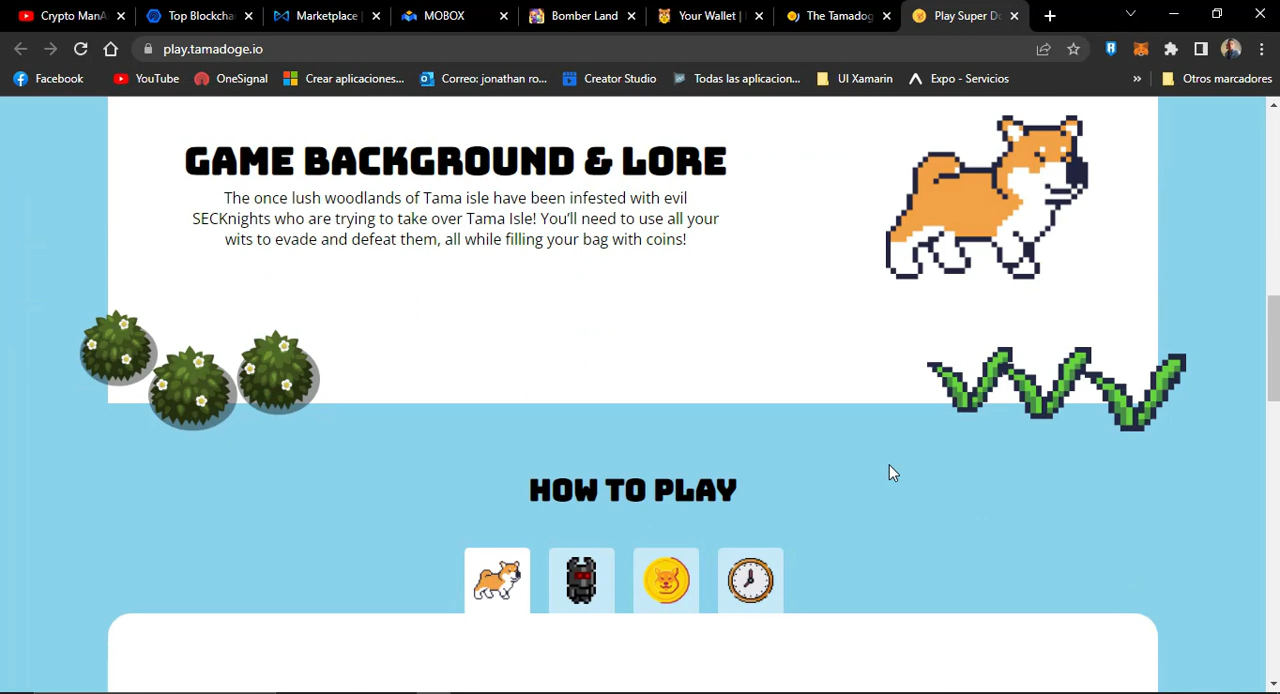 Crypto ManA
Top Blockcha
Marketplace |
MOBOX
Bomber Land
Your Wallet |
The Tamadog
Play Super Do
play.tamadoge.io
Facebook
YouTube
OneSignal
Crear aplicaciones...
Correo: jonathan ro...
Creator Studio
Todas las aplicacion...
UI Xamarin
Expo - Servicios
»
Otros marcadores
GAME BACKGROUND & LORE
The once lush woodlands of Tama isle have been infested with evil
SECKnights who are trying to take over Tama Isle! You'll need to use all your
wits to evade and defeat them, all while filling your bag with coins!
HOW TO PLAY